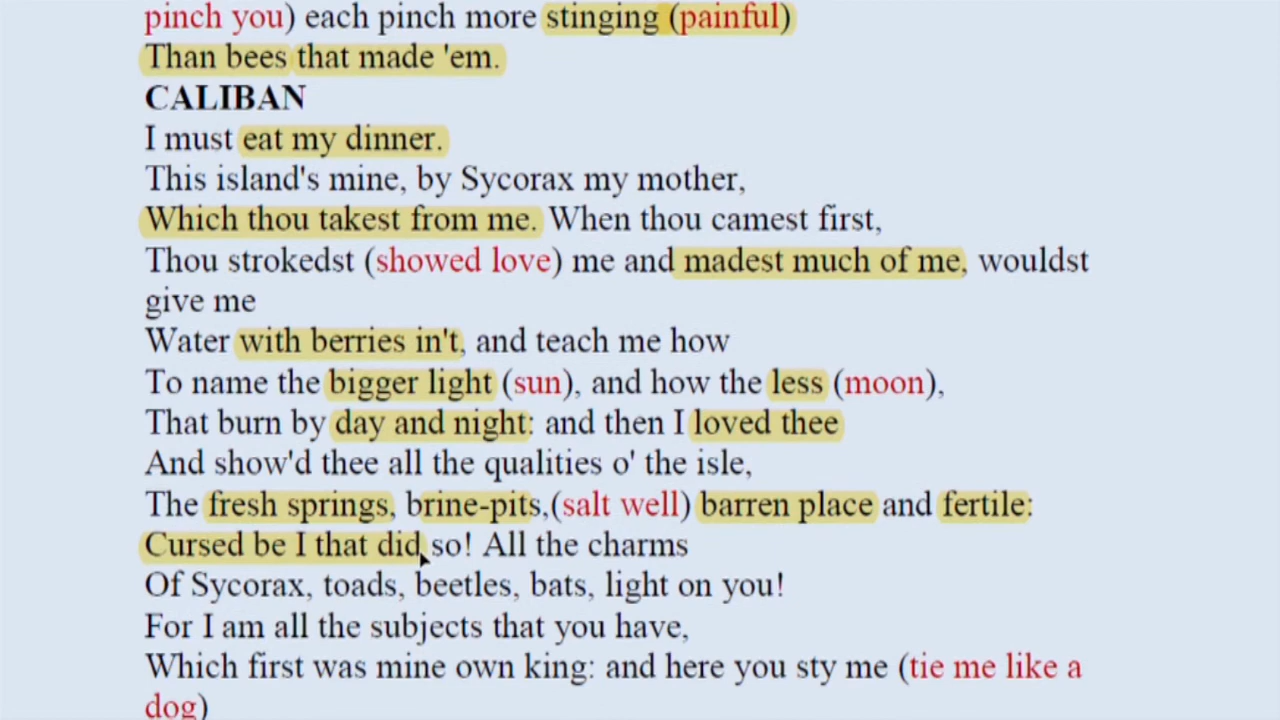 pinch you) each pinch more stinging (painful)
Than bees that made 'em.
CALIBAN
I must eat my dinner.
This island's mine, by Sycorax my mother,
Which thou takest from me. When thou camest first,
Thou strokedst (showed love) me and madest much of me, wouldst
give me
Water with berries in't, and teach me how
To name the bigger light (sun), and how the less (moon),
That burn by day and night: and then I loved thee
And show'd thee all the qualities o' the isle,
The fresh springs, brine-pits,(salt well) barren place and fertile:
Cursed be I that did so! All the charms
Of Sycorax, toads, beetles, bats, light on you!
For I am all the subjects that you have,
Which first was mine own king: and here you sty me (tie me like a
dog)